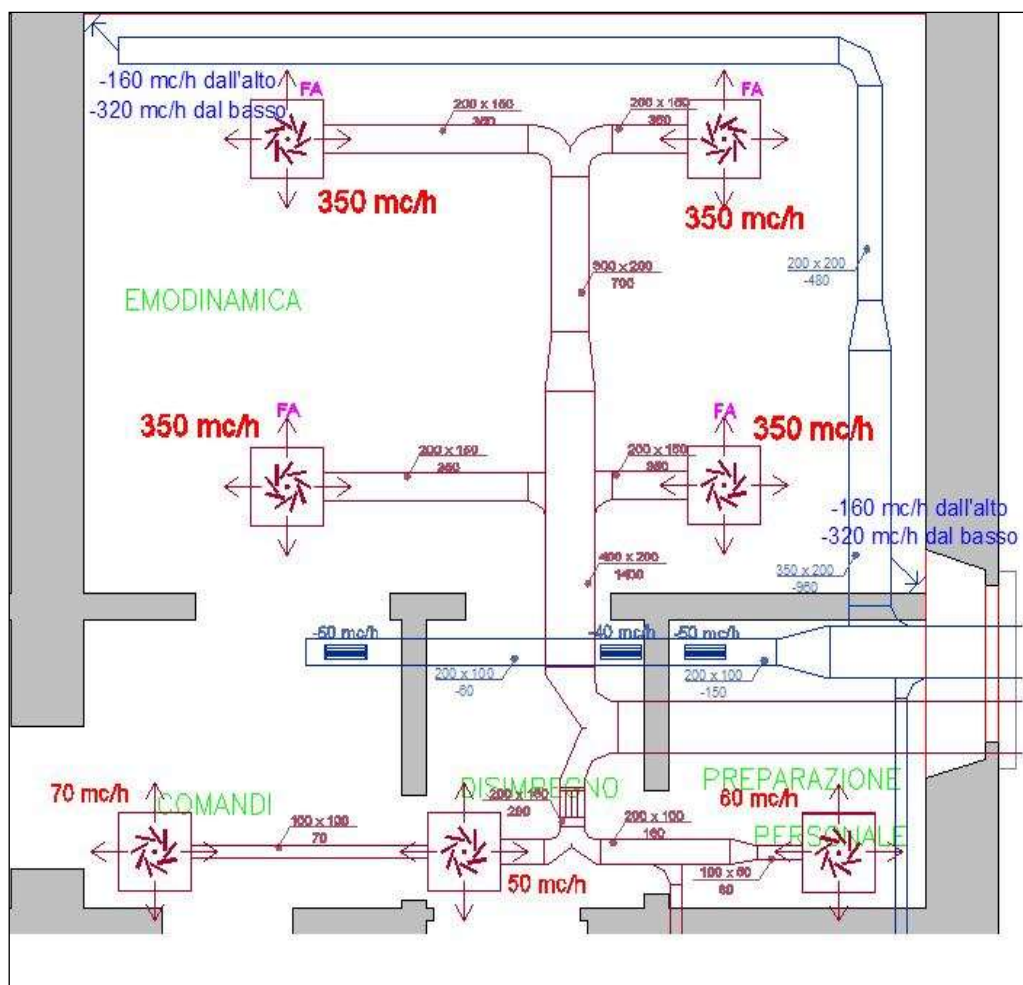 -160 mc/h dall'alto
-320 mc/h dal basso
FA
200 x 150
350
200 x 150
350
FA
350 mc/h
350 mc/h
200 x 200
-480
300 x 200
700
EMODINAMICA
350 mc/h
FA
200 x 150
350
200 x 150
350
FA
350 mc/h
-160 mc/h dall'alto
-320 mc/h dal basso
400 x 200
1400
350 x 200
-960
-60 mc/h
-40 mc/h
-50 mc/h
200 x 100
-60
200 x 100
-150
70 mc/h
COMANDI
100 x 100
70
DISIMPEGNO
200 x 150
PREPARAZIONE
PERSONALE
60 mc/h
200 x 100
160
50 mc/h
60